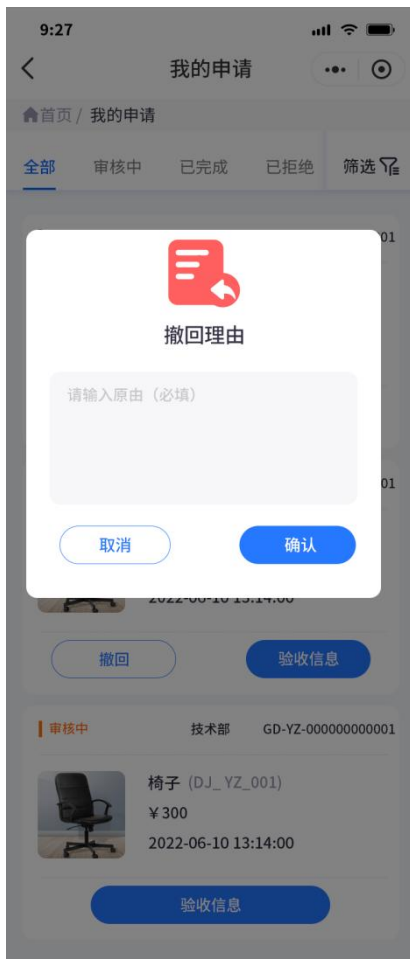 9:27
我的申请
首页 / 我的申请
全部 审核中 已完成 已拒绝 筛选
01
撤回理由
请输入原由（必填）
01
取消 确认
撤回 验收信息
审核中 技术部 GD-YZ-000000000001
椅子 (DJ_ YZ_001)
￥300
2022-06-10 13:14:00
验收信息